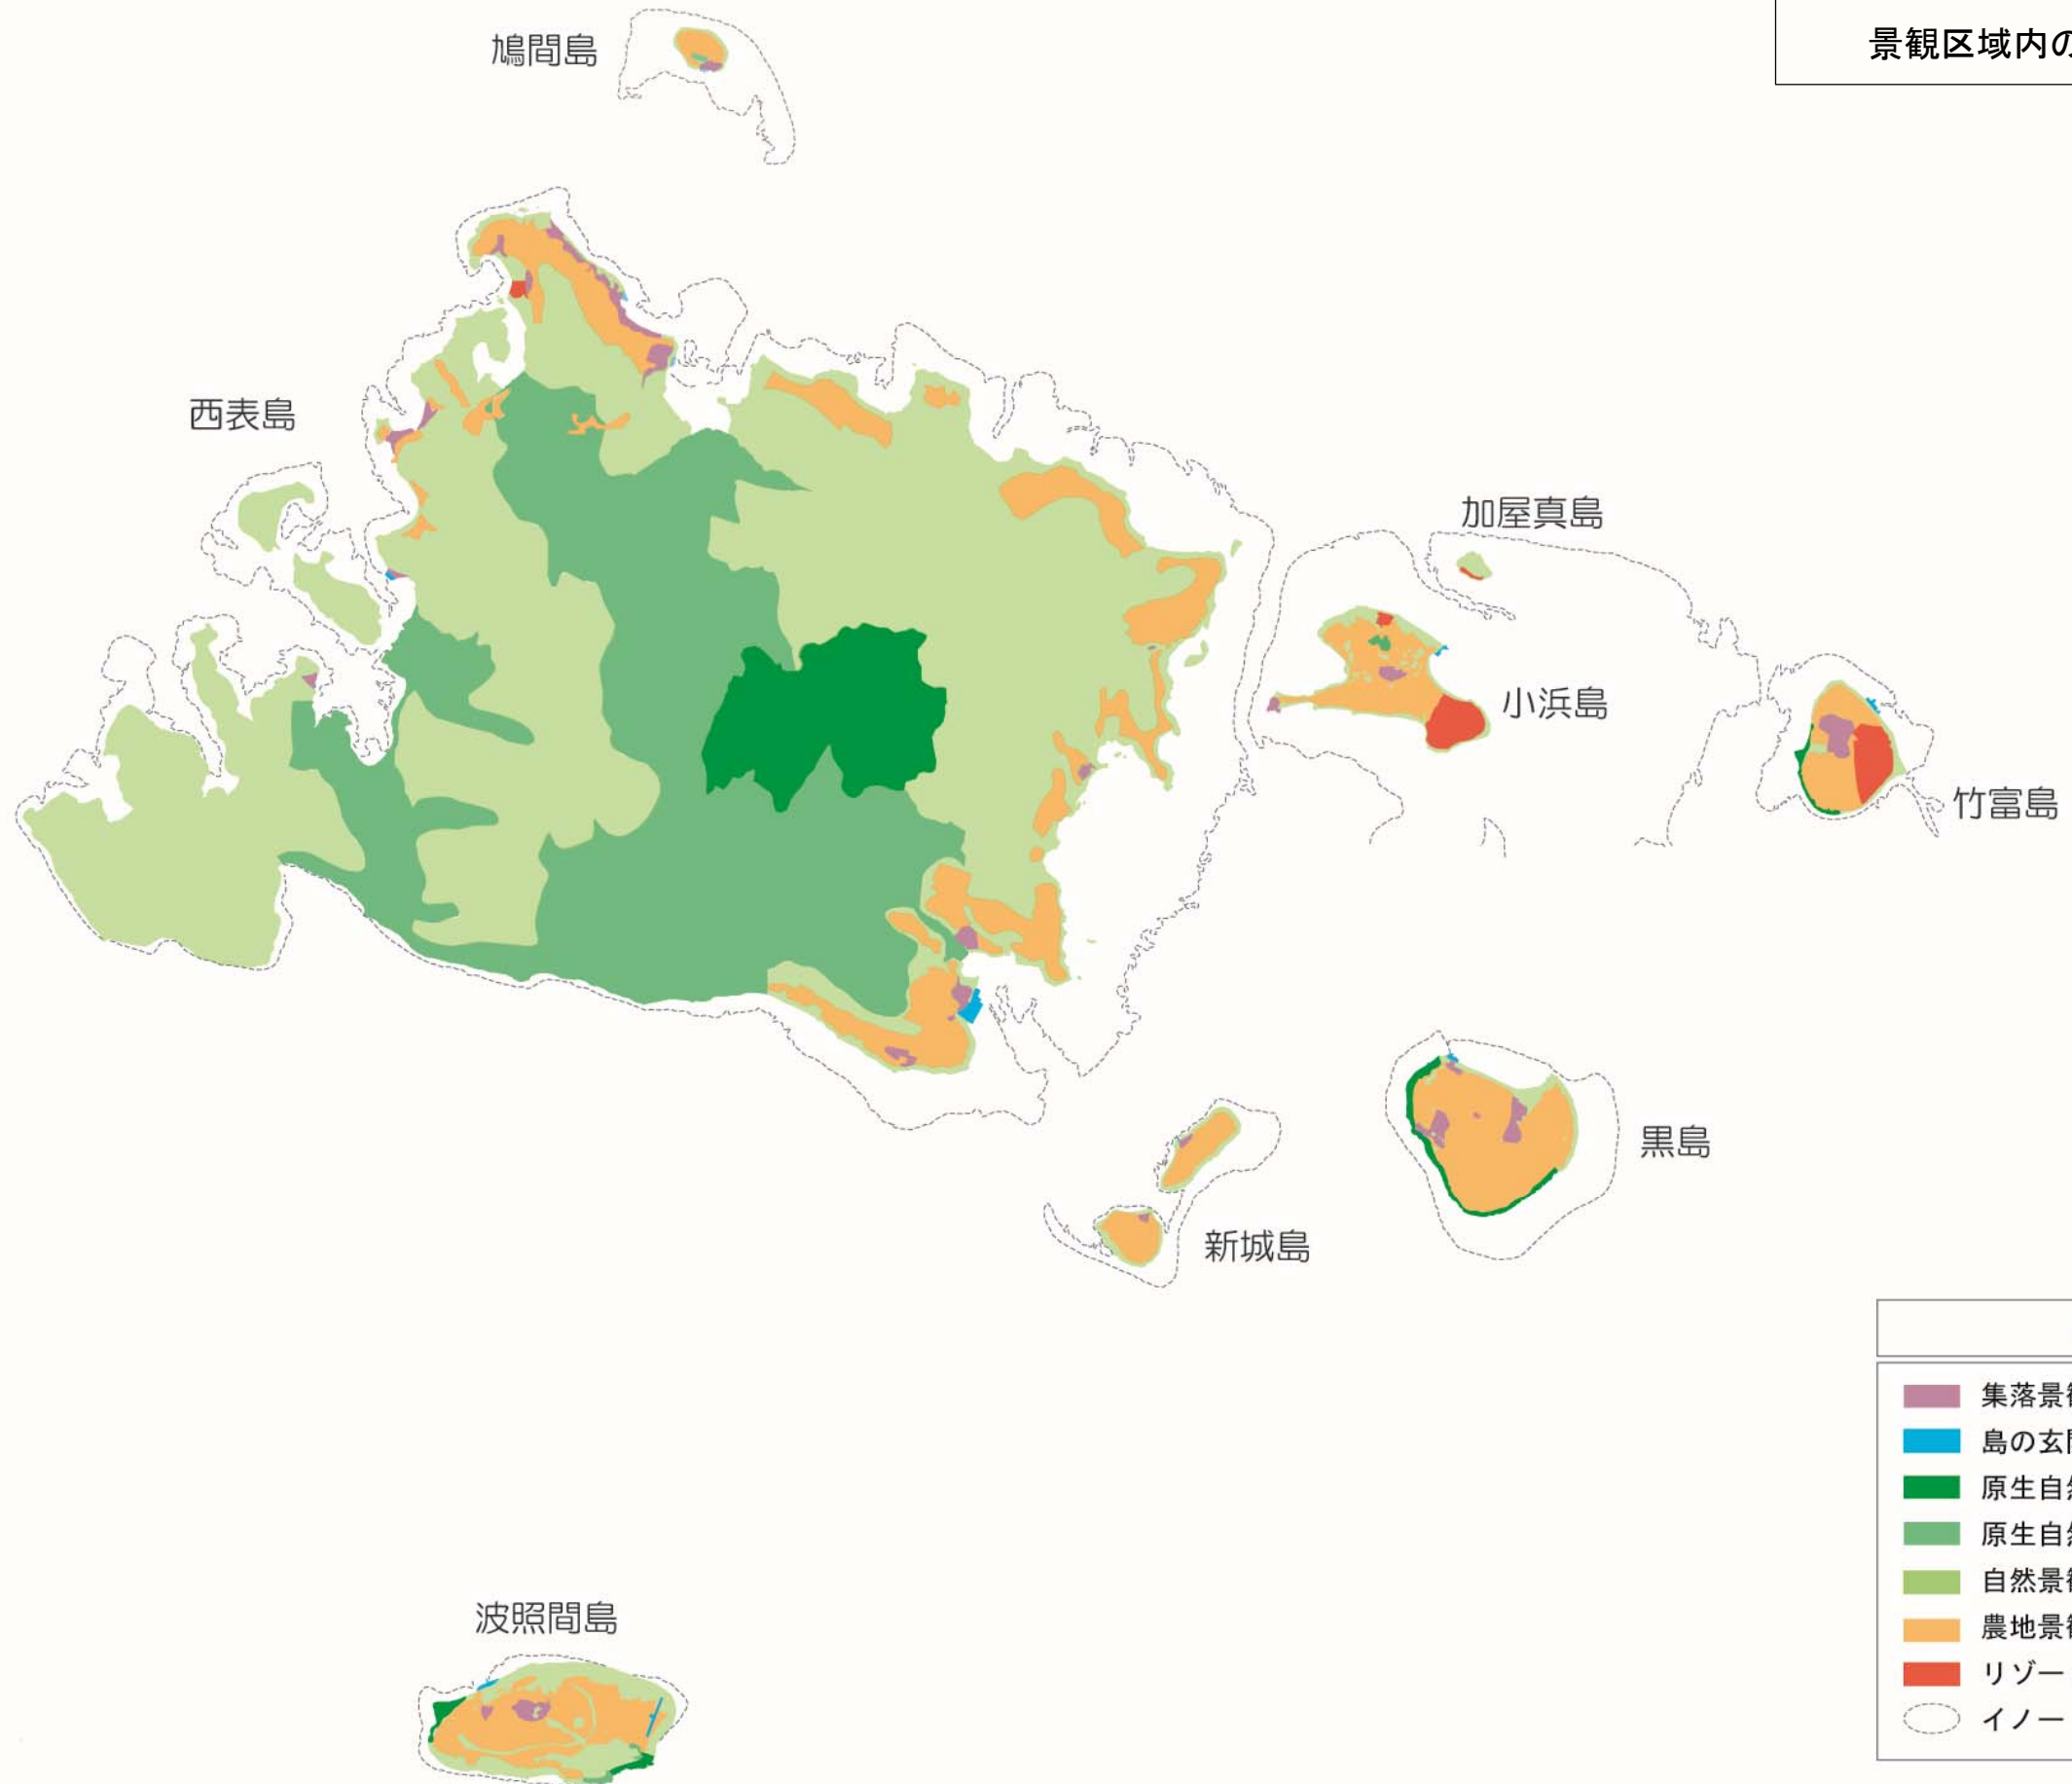 景観区域内の
鳩間島
西表島
加屋真島
小浜島
竹富島
黒島
新城島
波照間島
集落景
島の玄
原生自
原生自
自然景
農地景
リゾー
イノー